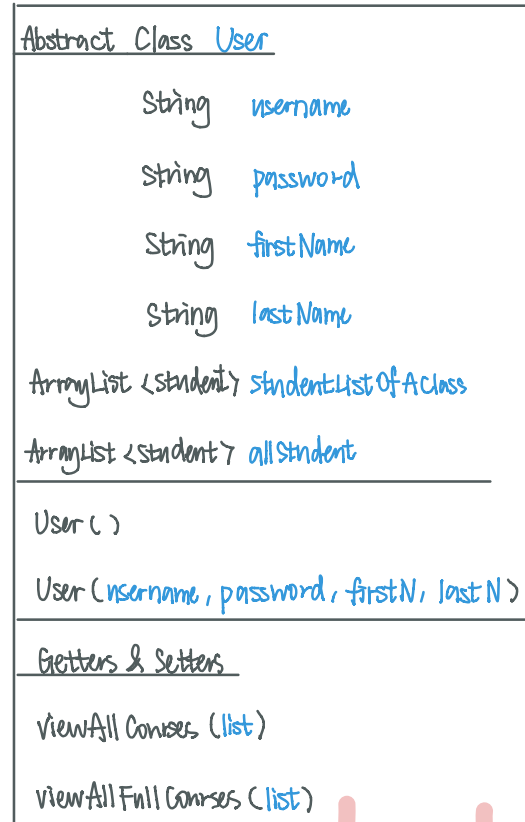 Abstract Class User
String username
String password
String firstName
String lastName
ArrayList <student> studentListOfAClass
ArrayList <student> allStudent
User ( )
User (username, password, firstN, lastN)
Getters & Setters
viewAll Courses (list)
viewAll Full Courses (list)